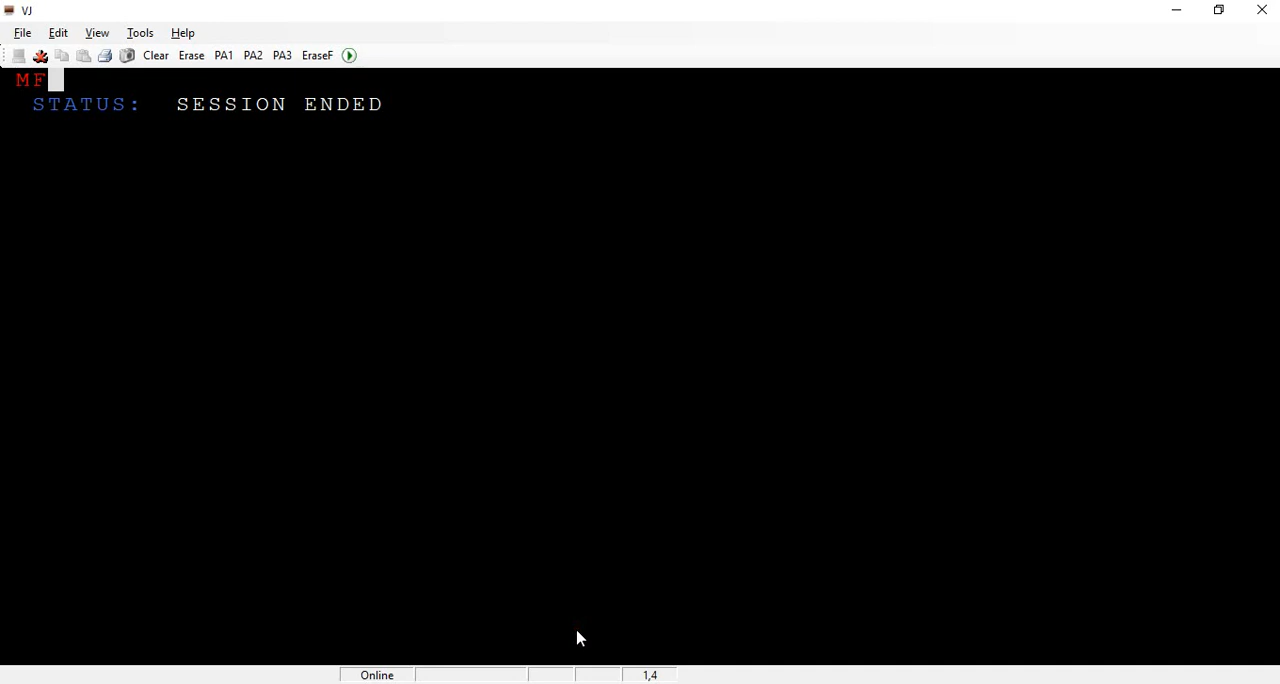 VJ
File Edit View Tools Help
Clear Erase PA1 PA2 PA3 EraseF
MF
STATUS: SESSION ENDED
Online 1,4